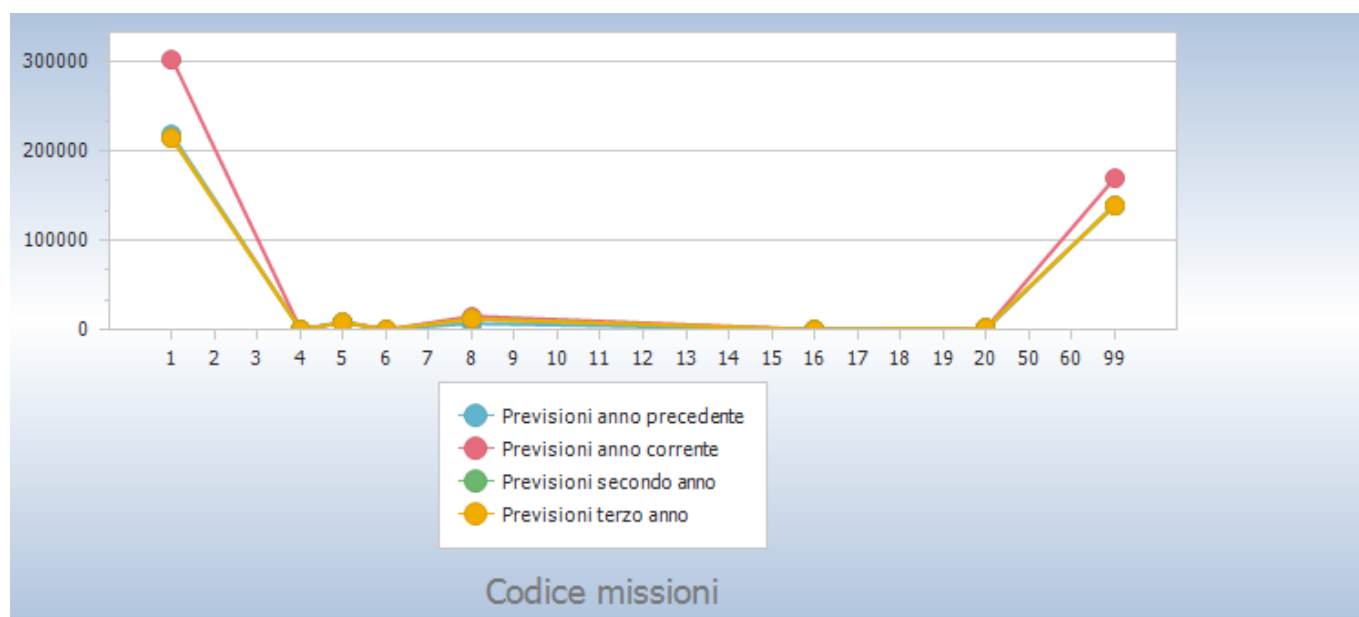 300000
200000
100000
0
1 2 3 4 5 6 7 8 9 10 11 12 13 14 15 16 17 18 19 20 50 60 99
Previsioni anno precedente
Previsioni anno corrente
Previsioni secondo anno
Previsioni terzo anno
Codice missioni